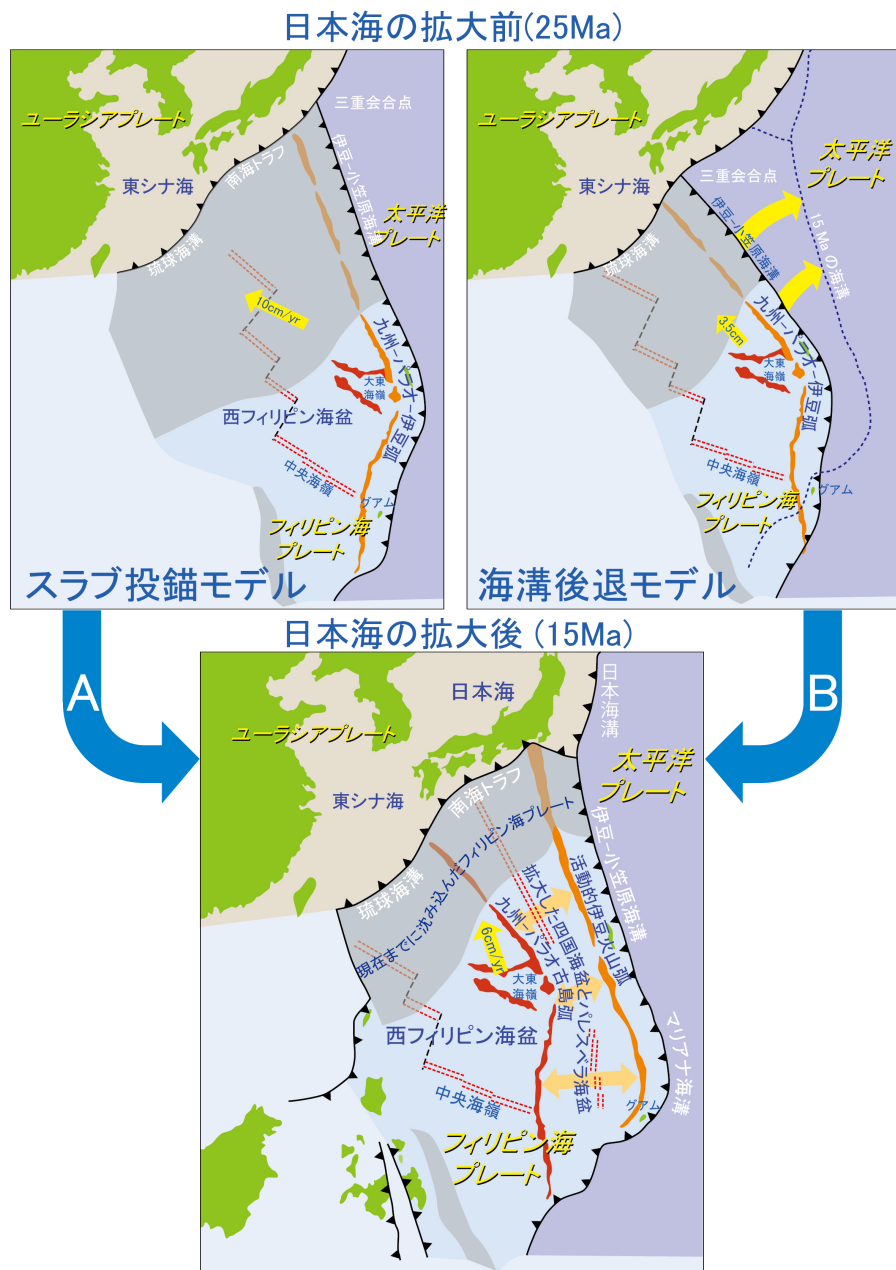 日本海の拡大前(25Ma)
ユーラシアプレート
東シナ海
南海トラフ
琉球海溝
三重会合点
伊豆-小笠原海溝
太平洋
プレート
10cm/yr
九州-パラオ-伊豆弧
大東
海嶺
西フィリピン海盆
中央海嶺
グアム
フィリピン海
プレート
スラブ投錨モデル
ユーラシアプレート
東シナ海
琉球海溝
三重会合点
伊豆-小笠原海溝
太平洋
プレート
15 Maの海溝
3.5cm
九州-パラオ-伊豆弧
大東
海嶺
中央海嶺
グアム
フィリピン海
プレート
海溝後退モデル
A
B
日本海の拡大後 (15Ma)
日本海
日本海溝
ユーラシアプレート
太平洋
プレート
東シナ海
南海トラフ
琉球海溝
現在までに沈み込んだフィリピン海プレート
伊豆-小笠原海溝
活動的伊豆火山弧
拡大した四国海盆とパレスベラ海盆
九州-パラオ古島弧
6cm/yr
大東
海嶺
西フィリピン海盆
マリアナ海溝
中央海嶺
グアム
フィリピン海
プレート